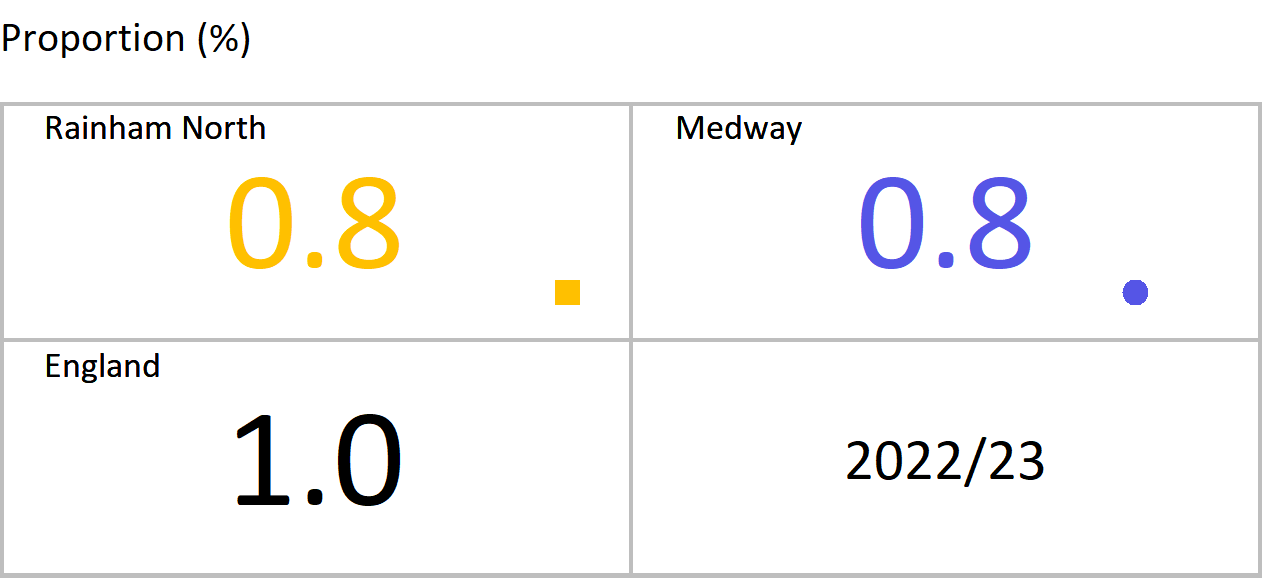 Proportion (%)
Rainham North
0.8
Medway
0.8
England
1.0
2022/23